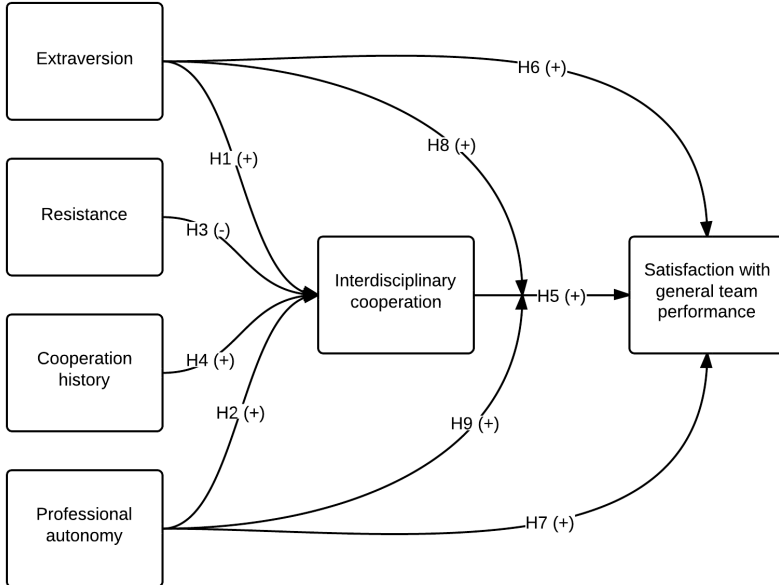 Extraversion
H6 (+)
H8 (+)
H1 (+)
Resistance
H3 (-)
Interdisciplinary
cooperation
H5 (+)
Satisfaction with
general team
performance
Cooperation
history
H4 (+)
H2 (+)
H9 (+)
Professional
autonomy
H7 (+)